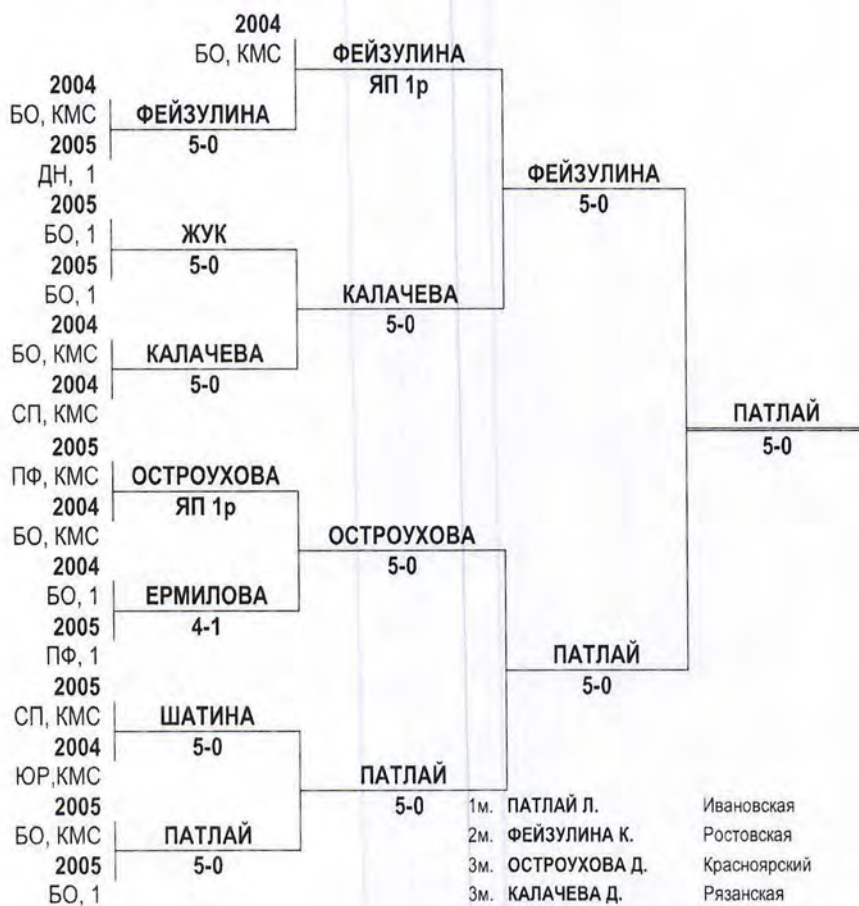 2004
БО, КМС
ФЕЙЗУЛИНА
ЯП 1р
2004
БО, КМС
ФЕЙЗУЛИНА
2005
5-0
ДН, 1
ФЕЙЗУЛИНА
5-0
2005
БО, 1
ЖУК
2005
5-0
БО, 1
КАЛАЧЕВА
5-0
2004
БО, КМС
КАЛАЧЕВА
2004
5-0
СП, КМС
ПАТЛАЙ
5-0
2005
ПФ, КМС
ОСТРОУХОВА
2004
ЯП 1р
БО, КМС
ОСТРОУХОВА
5-0
2004
БО, 1
ЕРМИЛОВА
2005
4-1
ПФ, 1
ПАТЛАЙ
5-0
2005
СП, КМС
ШАТИНА
2004
5-0
ЮР,КМС
ПАТЛАЙ
5-0
2005
БО, КМС
ПАТЛАЙ
2005
5-0
БО, 1
1м. ПАТЛАЙ Л. Ивановская
2м. ФЕЙЗУЛИНА К. Ростовская
3м. ОСТРОУХОВА Д. Красноярский
3м. КАЛАЧЕВА Д. Рязанская